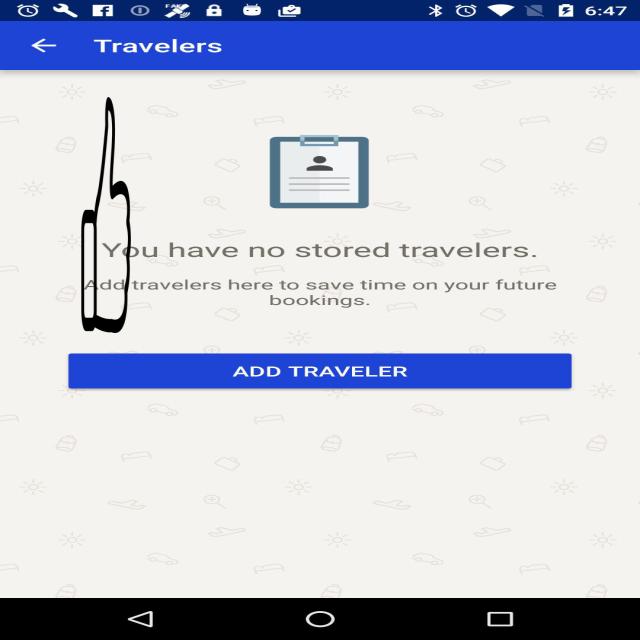 6:47
Travelers
You have no stored travelers.
Add travelers here to save time on your future
bookings.
ADD TRAVELER